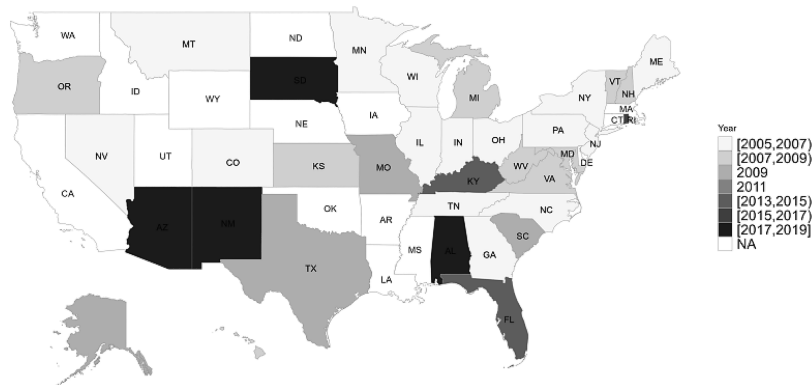 WA
MT
ND
MN
ME
OR
ID
SD
WI
VT
NH
WY
MI
NY
MA
CT
RI
IA
PA
NE
NJ
NV
UT
IL
IN
OH
MD
DE
CO
KS
MO
WV
VA
CA
KY
OK
TN
NC
AZ
NM
AR
SC
MS
AL
GA
TX
LA
FL
Year
[2005,2007)
[2007,2009)
2009
2011
[2013,2015)
[2015,2017)
[2017,2019]
NA